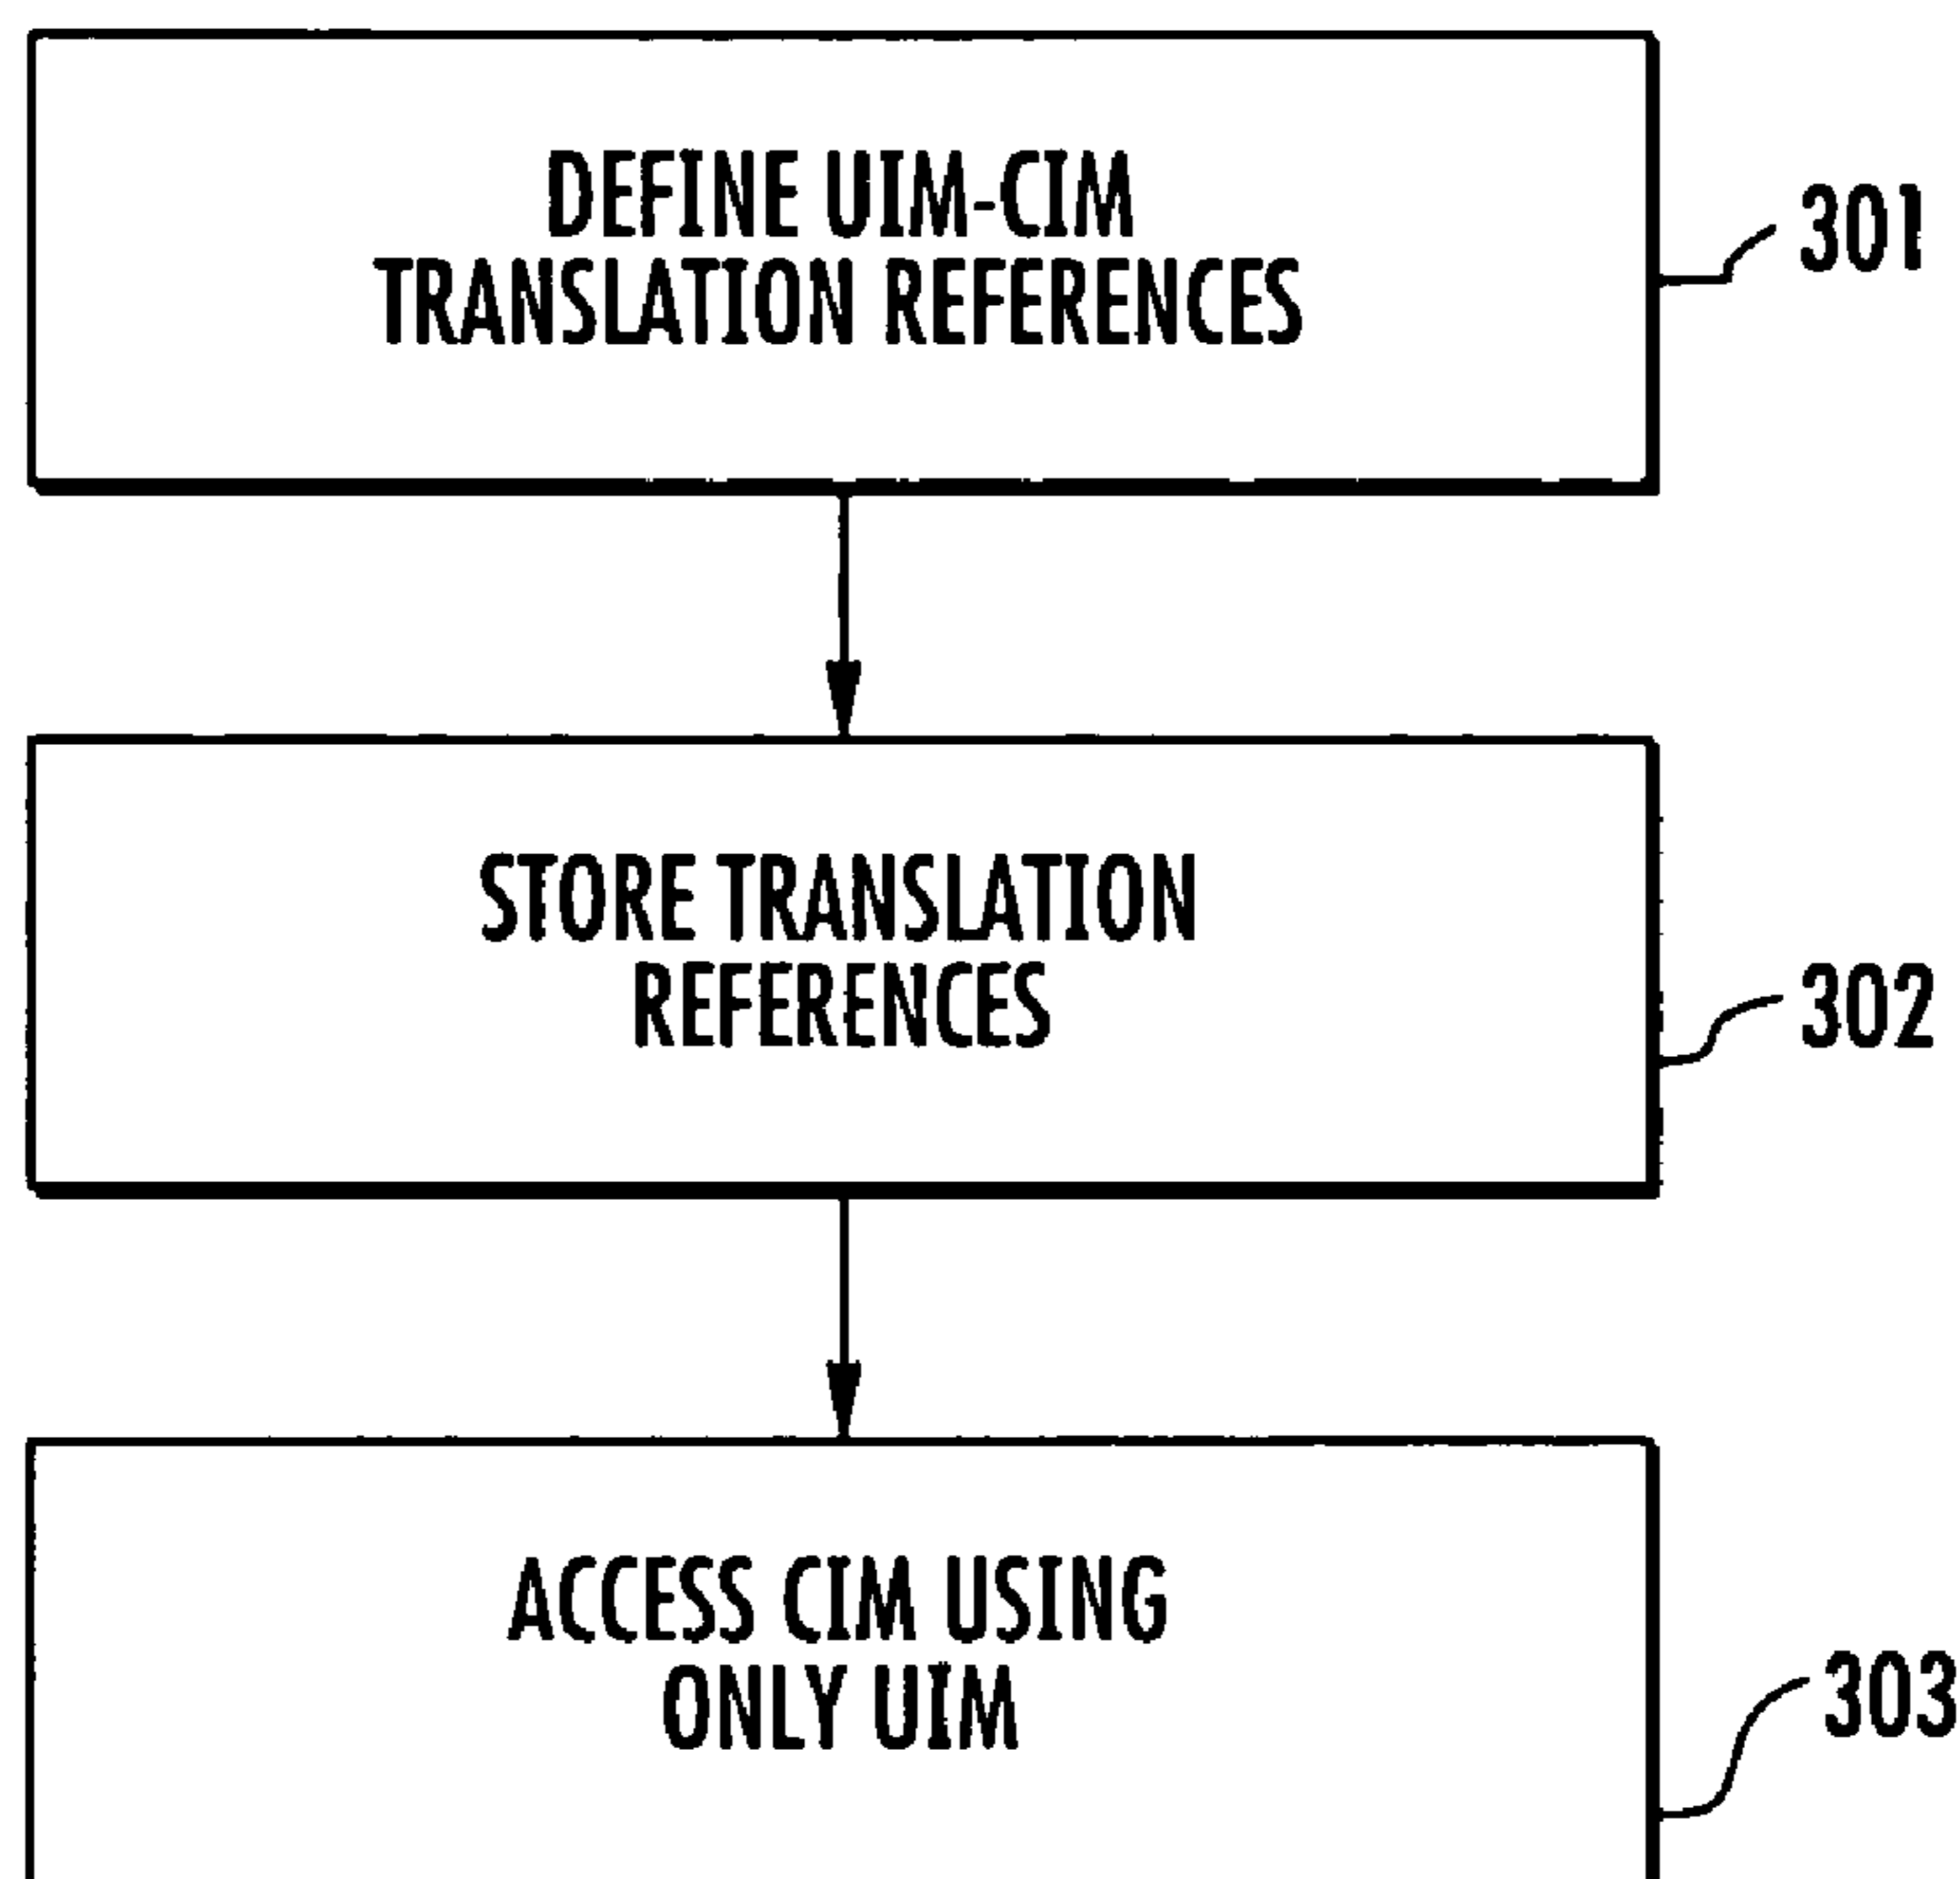 DEFINE UIM-CIM
TRANSLATION REFERENCES
301
STORE TRANSLATION
REFERENCES
302
ACCESS CIM USING
ONLY UIM
303